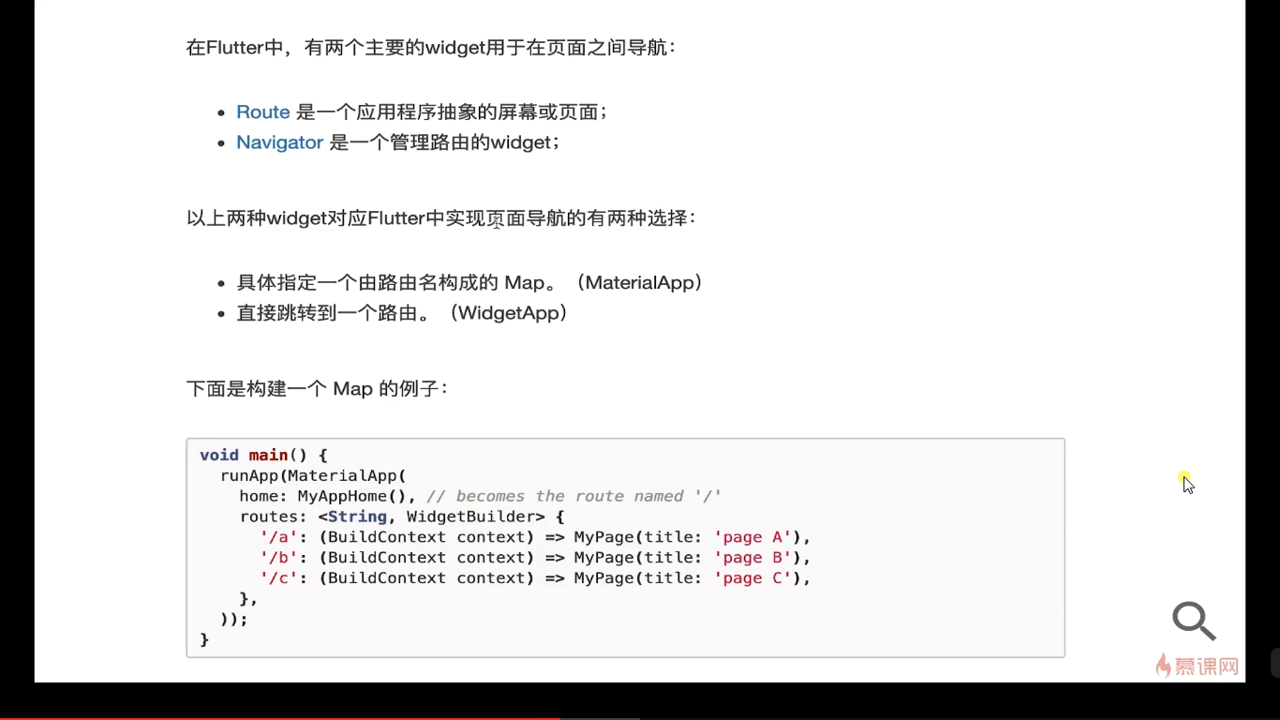 在Flutter中，有两个主要的widget用于在页面之间导航：
• Route 是一个应用程序抽象的屏幕或页面；
• Navigator 是一个管理路由的widget；
以上两种widget对应Flutter中实现页面导航的有两种选择：
• 具体指定一个由路由名构成的 Map。（MaterialApp）
• 直接跳转到一个路由。（WidgetApp）
下面是构建一个 Map 的例子：
void main() {
  runApp(MaterialApp(
    home: MyAppHome(), // becomes the route named '/'
    routes: <String, WidgetBuilder> {
      '/a': (BuildContext context) => MyPage(title: 'page A'),
      '/b': (BuildContext context) => MyPage(title: 'page B'),
      '/c': (BuildContext context) => MyPage(title: 'page C'),
    },
  ));
}
慕课网